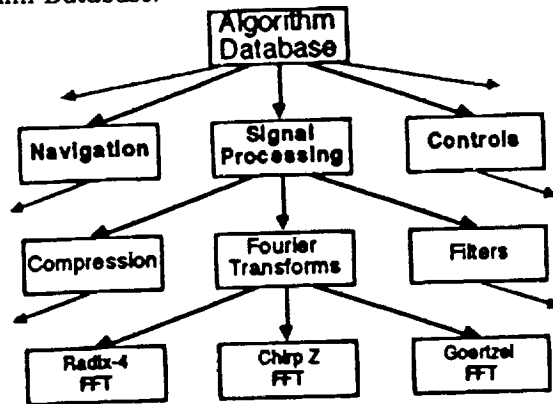 Database.
Algorithm
Database
Navigation
Signal
Processing
Controls
Compression
Fourier
Transforms
Filters
Radix-4
FFT
Chirp Z
FFT
Goertzel
FFT